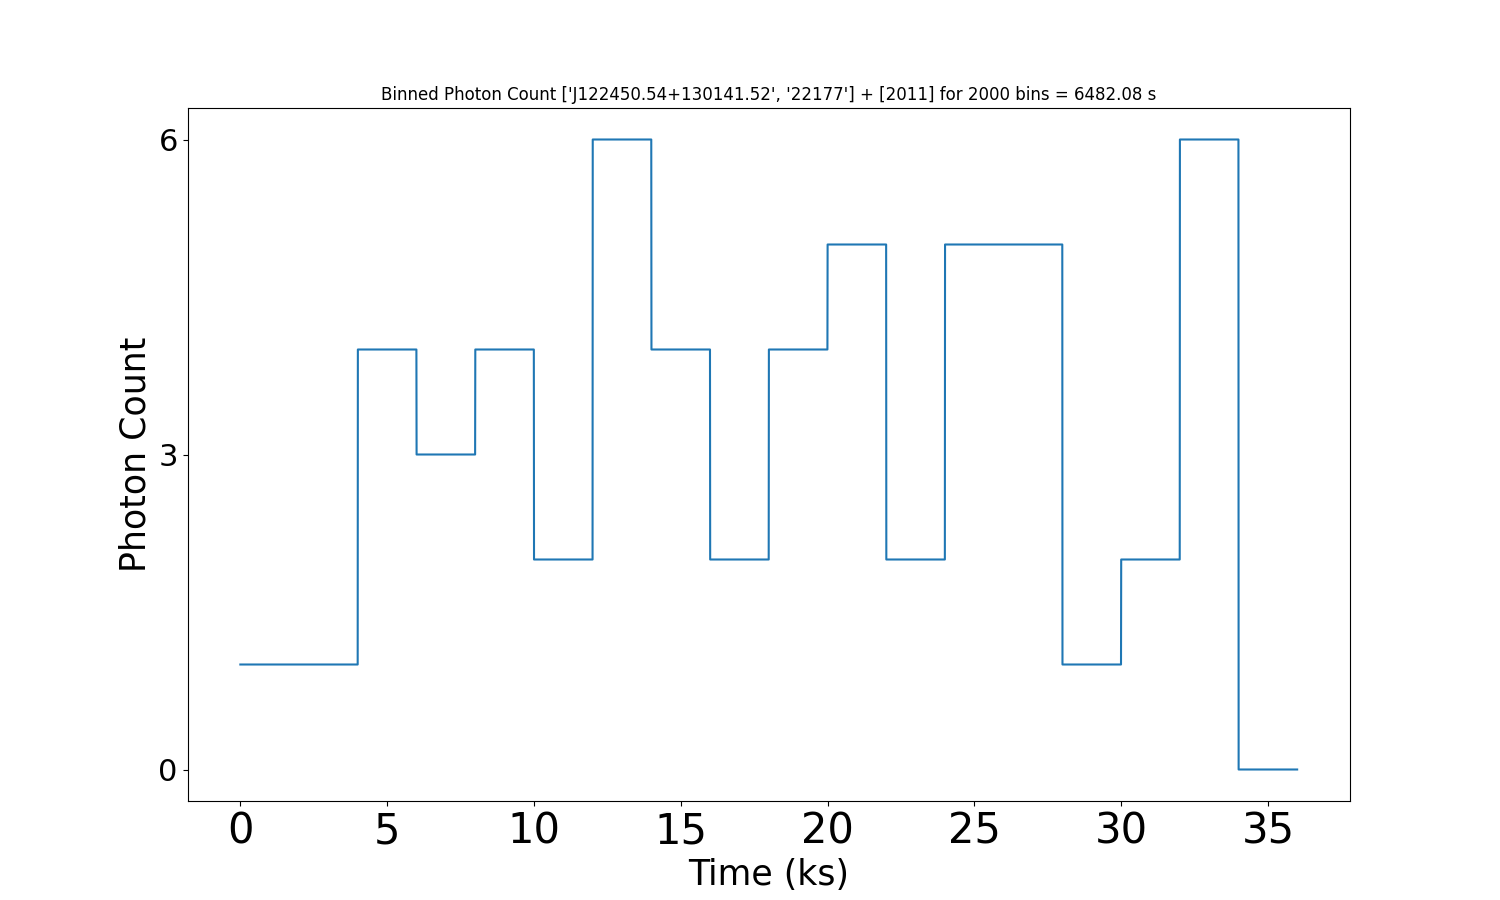 Binned Photon Count ['J122450.54+130141.52', '22177'] + [2011] for 2000 bins = 6482.08 s
6
3
0
Photon Count
0 5 10 15 20 25 30 35
Time (ks)